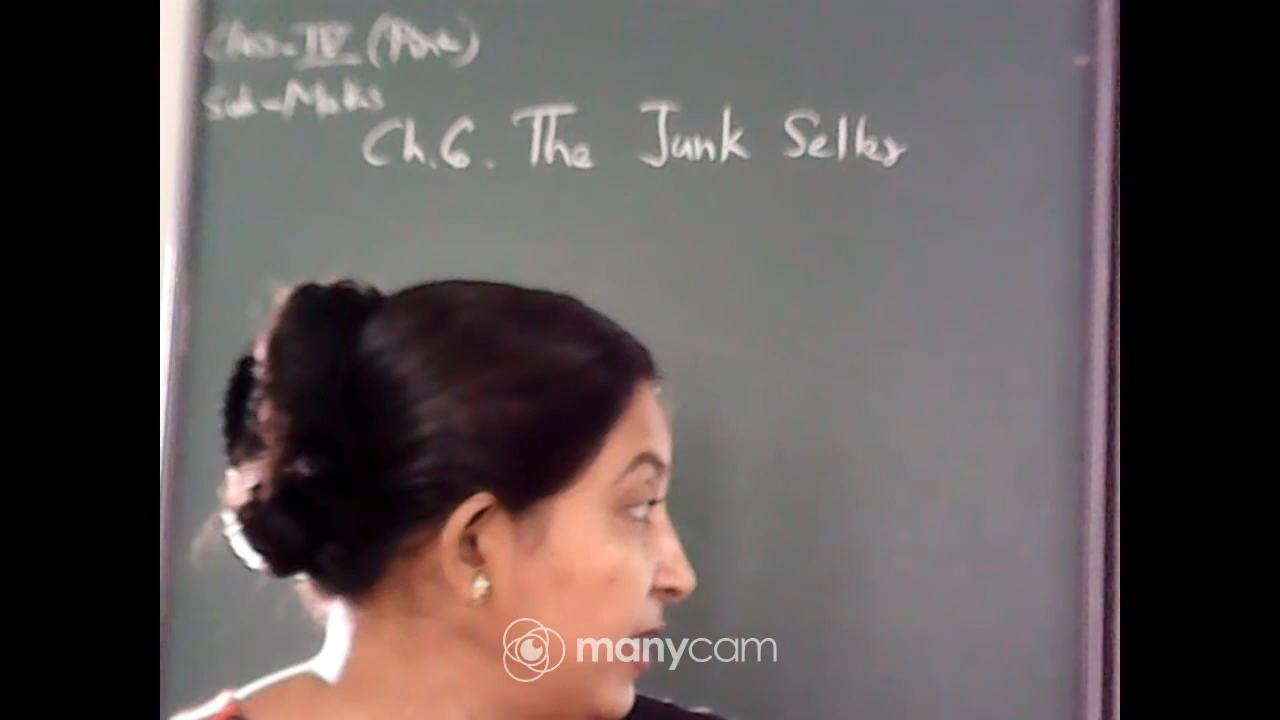 Class-IV (Pine)
Sub-Maths
Ch.6. The Junk Seller
manycam